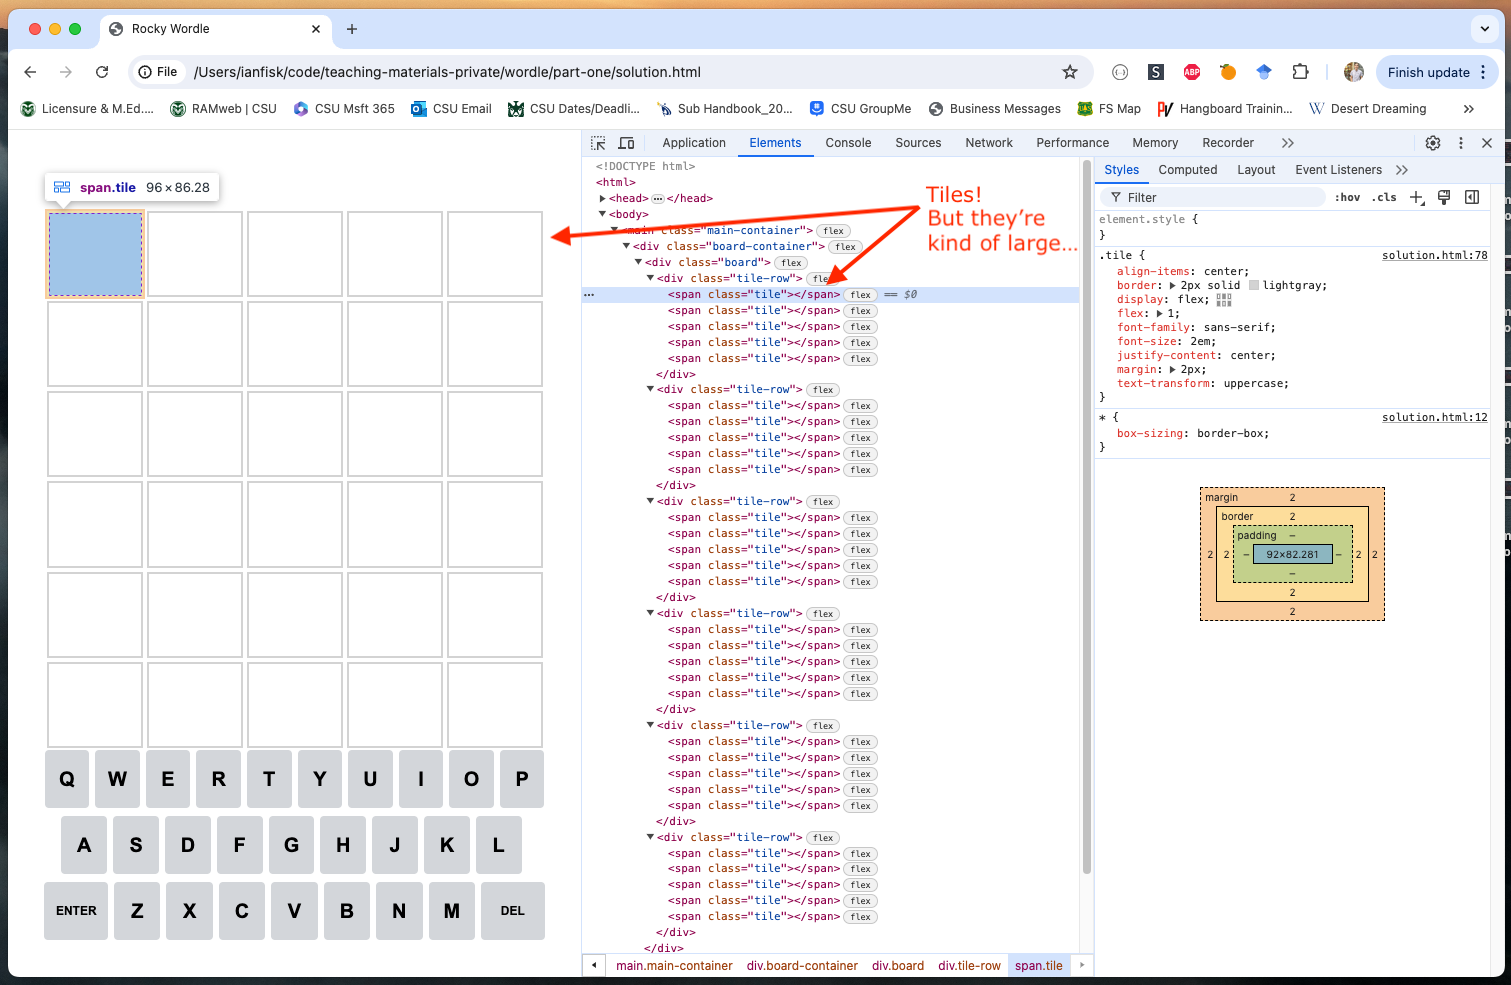 Rocky Wordle
File /Users/ianfisk/code/teaching-materials-private/wordle/part-one/solution.html
S ABP Finish update
Licensure & M.Ed.... RAMweb | CSU CSU Msft 365 CSU Email CSU Dates/Deadli... Sub Handbook_20... CSU GroupMe Business Messages FS Map Hangboard Trainin... Desert Dreaming »
span.tile 96 × 86.28
Q W E R T Y U I O P
A S D F G H J K L
ENTER Z X C V B N M DEL
Application Elements Console Sources Network Performance Memory Recorder »
<!DOCTYPE html>
<html>
<head> ··· </head>
<body>
<main class="main-container"> flex
<div class="board-container"> flex
<div class="board"> flex
<div class="tile-row"> flex
··· <span class="tile"></span> flex == $0
<span class="tile"></span> flex
<span class="tile"></span> flex
<span class="tile"></span> flex
<span class="tile"></span> flex
</div>
<div class="tile-row"> flex
<span class="tile"></span> flex
<span class="tile"></span> flex
<span class="tile"></span> flex
<span class="tile"></span> flex
<span class="tile"></span> flex
</div>
<div class="tile-row"> flex
<span class="tile"></span> flex
<span class="tile"></span> flex
<span class="tile"></span> flex
<span class="tile"></span> flex
<span class="tile"></span> flex
</div>
<div class="tile-row"> flex
<span class="tile"></span> flex
<span class="tile"></span> flex
<span class="tile"></span> flex
<span class="tile"></span> flex
<span class="tile"></span> flex
</div>
<div class="tile-row"> flex
<span class="tile"></span> flex
<span class="tile"></span> flex
<span class="tile"></span> flex
<span class="tile"></span> flex
<span class="tile"></span> flex
</div>
<div class="tile-row"> flex
<span class="tile"></span> flex
<span class="tile"></span> flex
<span class="tile"></span> flex
<span class="tile"></span> flex
<span class="tile"></span> flex
</div>
</div>
main.main-container div.board-container div.board div.tile-row span.tile
Tiles!
But they're
kind of large...
Styles Computed Layout Event Listeners »
Filter :hov .cls
element.style {
}
.tile { solution.html:78
align-items: center;
border: 2px solid lightgray;
display: flex;
flex: 1;
font-family: sans-serif;
font-size: 2em;
justify-content: center;
margin: 2px;
text-transform: uppercase;
}
* { solution.html:12
box-sizing: border-box;
}
margin 2
border 2
padding –
2 2 – 92×82.281 – 2 2
–
2
2